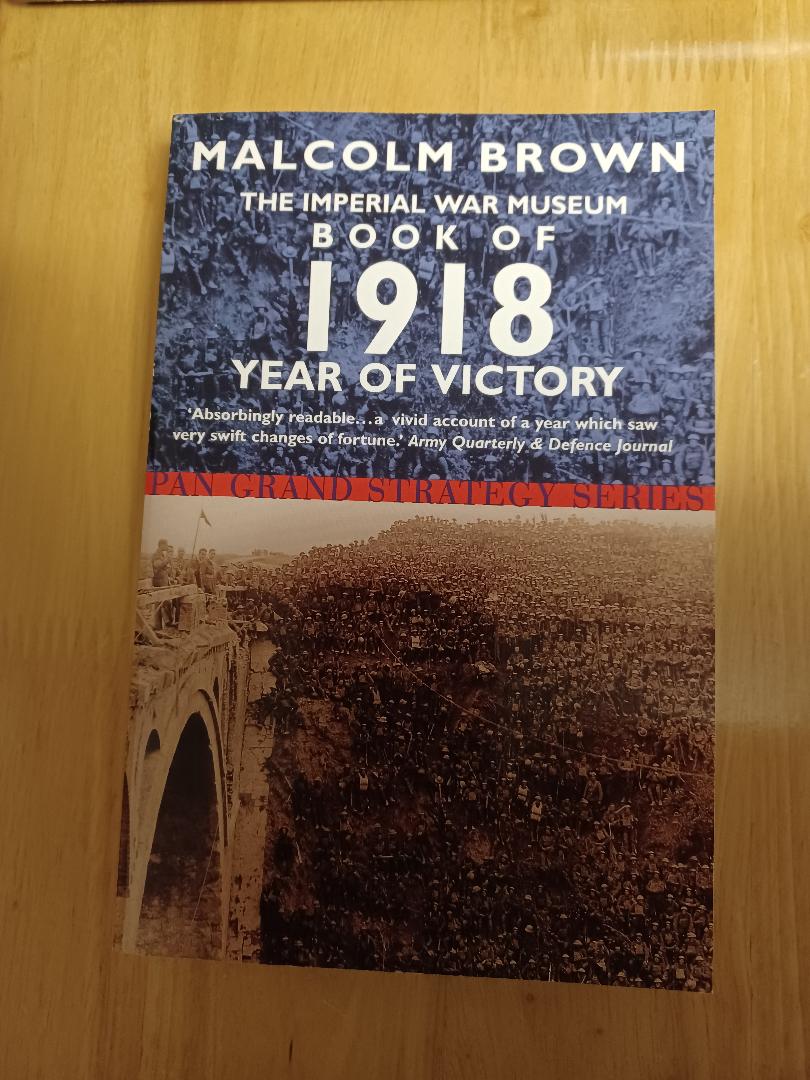 MALCOLM BROWN
THE IMPERIAL WAR MUSEUM
BOOK OF
1918
YEAR OF VICTORY
‘Absorbingly readable...a vivid account of a year which saw
very swift changes of fortune.’ Army Quarterly & Defence Journal
PAN GRAND STRATEGY SERIES